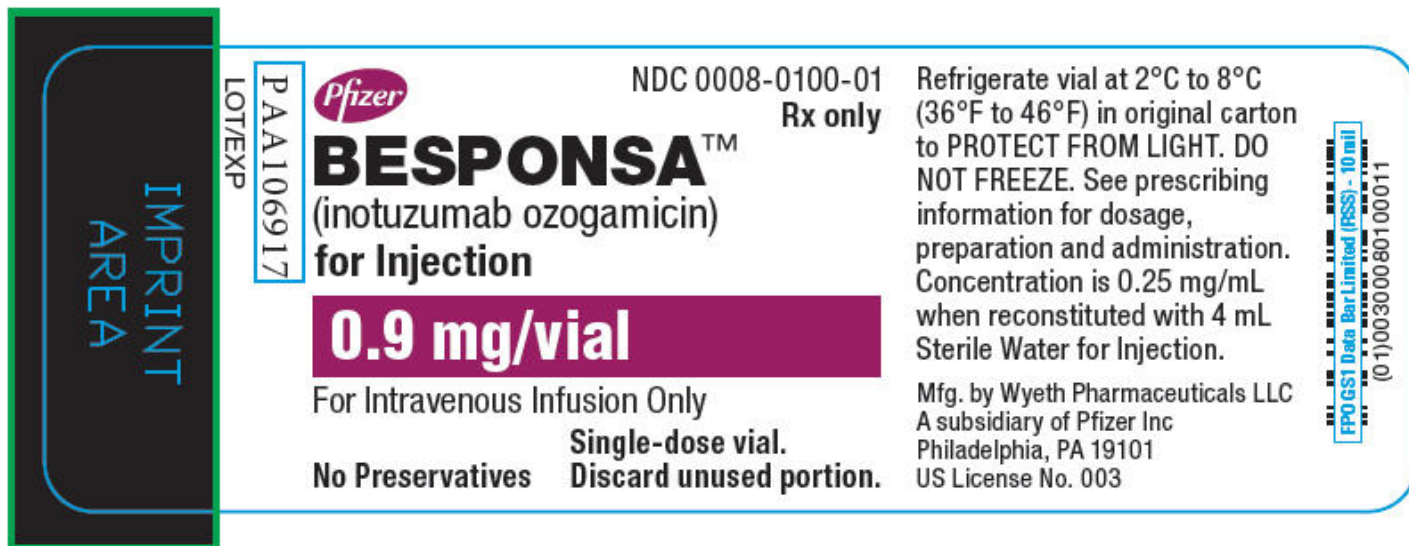 IMPRINT
AREA
LOT/EXP
PAA106917
Pfizer
NDC 0008-0100-01
Rx only
BESPONSA™
(inotuzumab ozogamicin)
for Injection
0.9 mg/vial
For Intravenous Infusion Only
Single-dose vial.
No Preservatives Discard unused portion.
Refrigerate vial at 2°C to 8°C
(36°F to 46°F) in original carton
to PROTECT FROM LIGHT. DO
NOT FREEZE. See prescribing
information for dosage,
preparation and administration.
Concentration is 0.25 mg/mL
when reconstituted with 4 mL
Sterile Water for Injection.
Mfg. by Wyeth Pharmaceuticals LLC
A subsidiary of Pfizer Inc
Philadelphia, PA 19101
US License No. 003
FPO GS1 Data Bar Limited (RSS) - 10 mil
(01)00300080100011